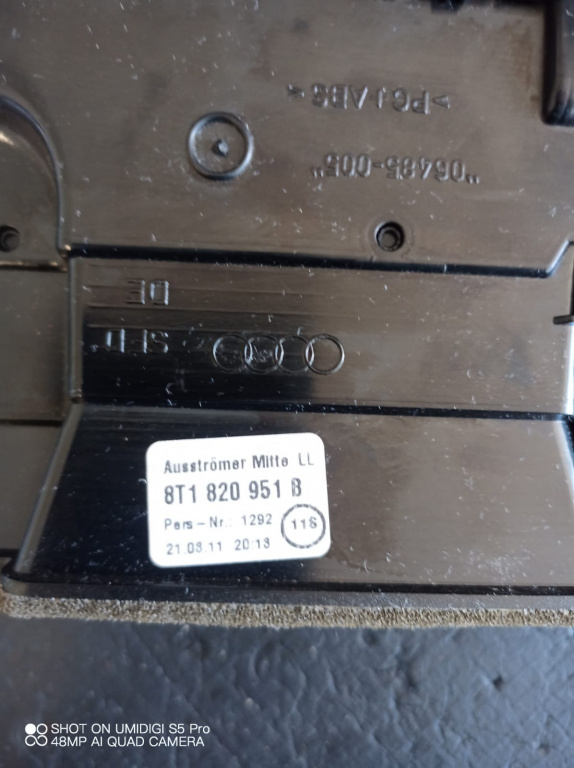 >PC/ABS<
"06485-005"
DE
Ausströmer Mitte LL
8T1 820 951 B
Pers-Nr.: 1292
11S
21.03.11 20:13
SHOT ON UMIDIGI S5 Pro
48MP AI QUAD CAMERA